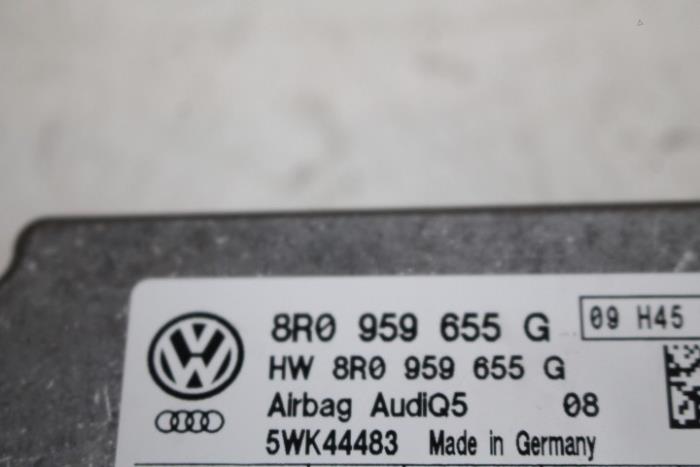 8R0 959 655 G 09 H45
HW 8R0 959 655 G
Airbag AudiQ5 08
5WK44483 Made in Germany